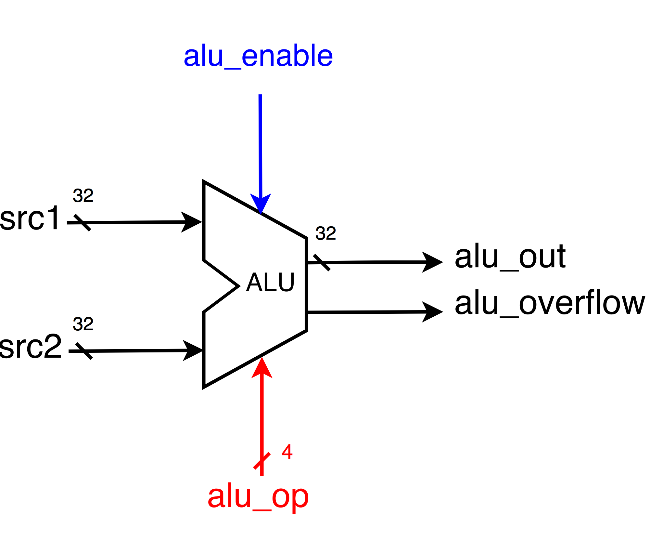 alu_enable
32
src1
32
alu_out
ALU
alu_overflow
32
src2
4
alu_op